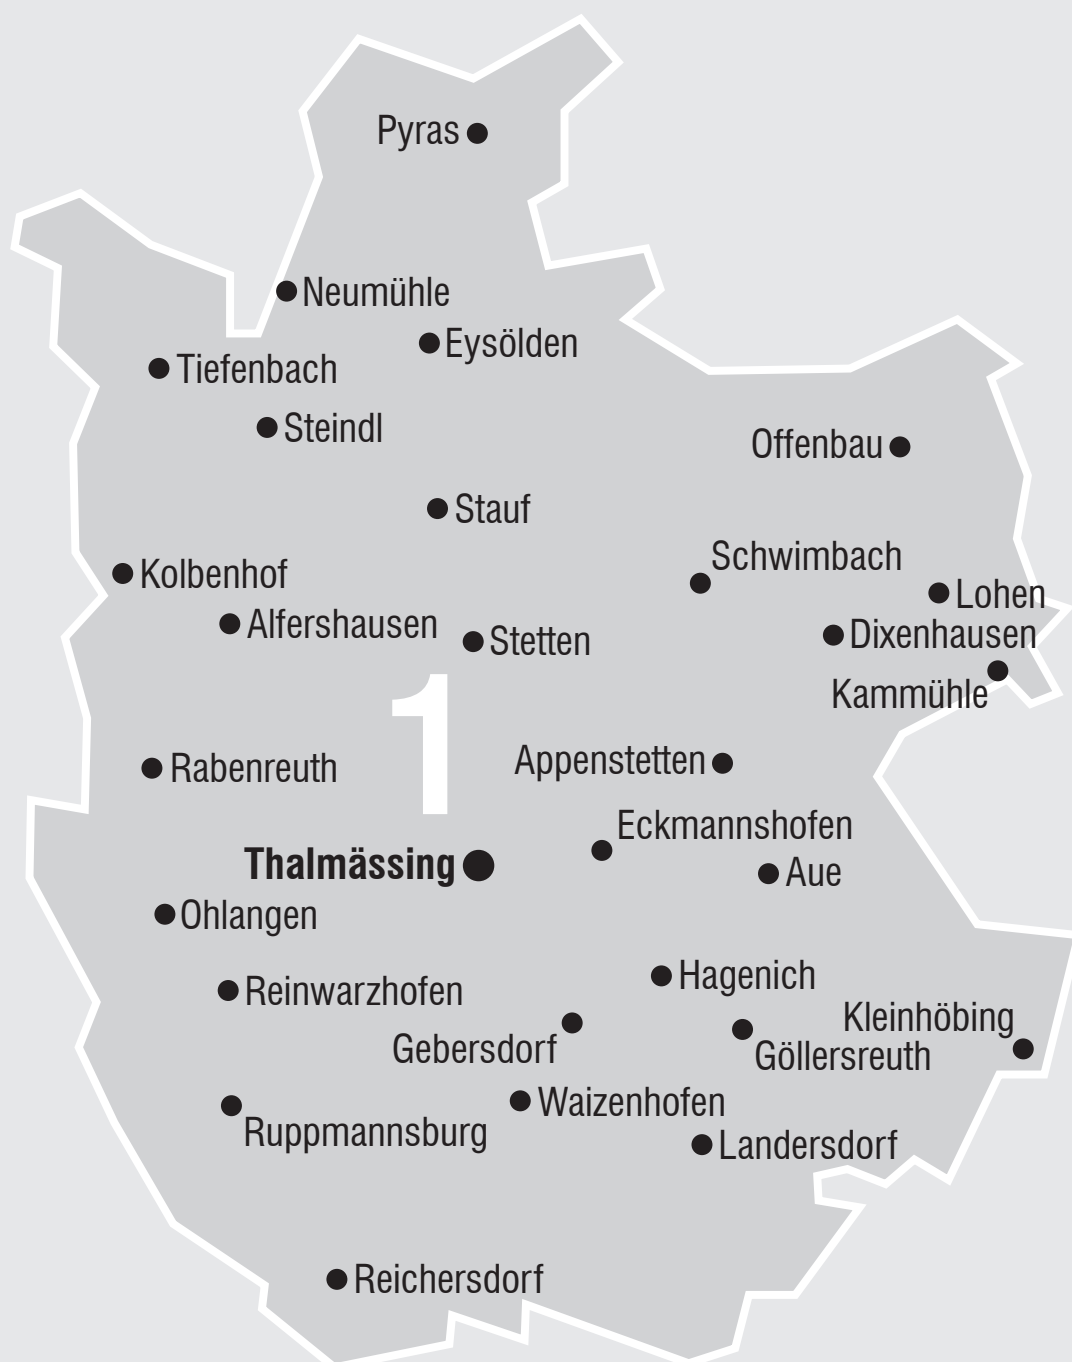 Pyras
Neumühle
Eysölden
Tiefenbach
Steindl
Offenbau
Stauf
Schwimbach
Kolbenhof
Lohen
Alfershausen
Stetten
Dixenhausen
Kammühle
1
Appenstetten
Rabenreuth
Eckmannshofen
Thalmässing
Aue
Ohlangen
Hagenich
Reinwarzhofen
Kleinhöbing
Gebersdorf
Göllersreuth
Waizenhofen
Ruppmannsburg
Landersdorf
Reichersdorf